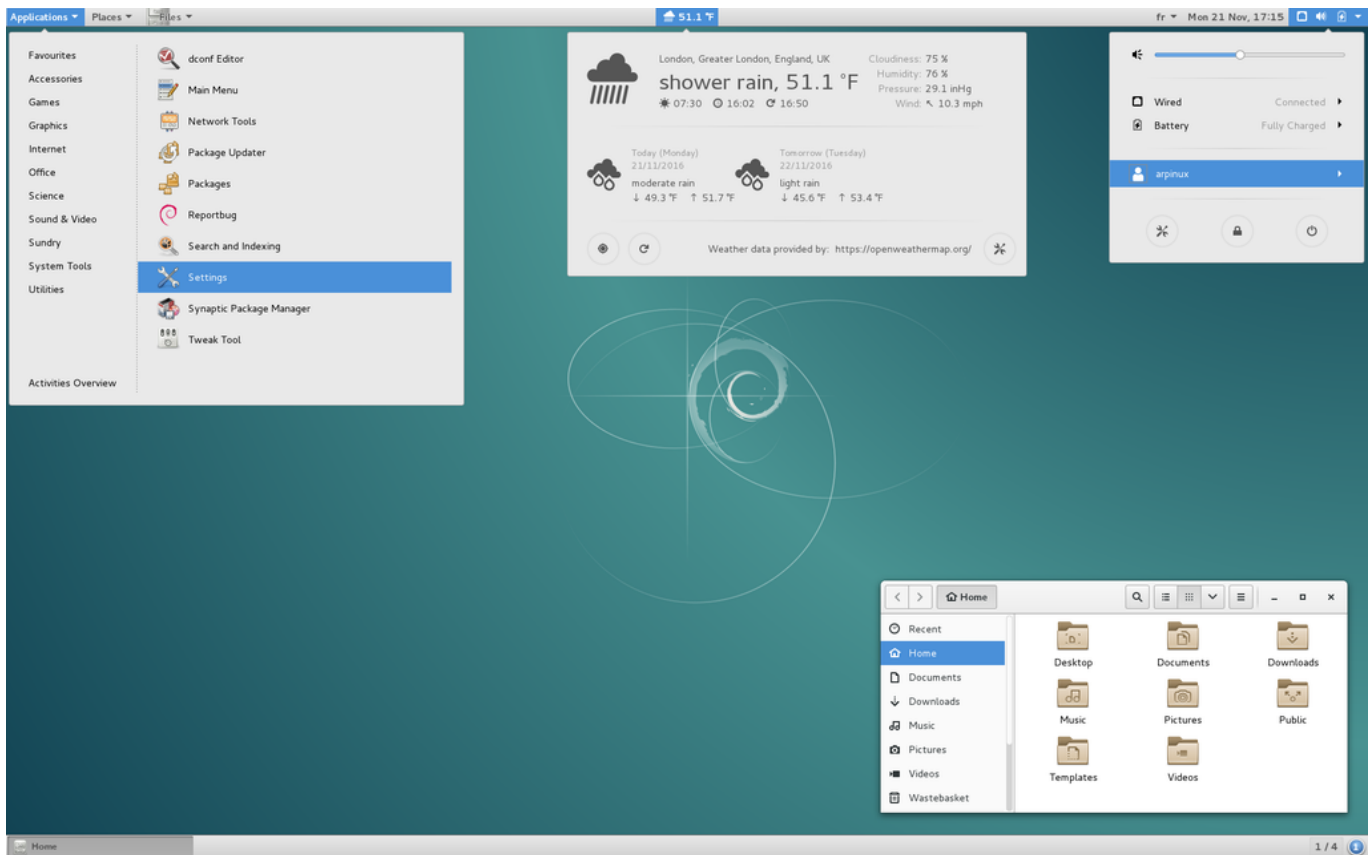 Applications Places Files 51.1 °F fr Mon 21 Nov, 17:15
Favourites
Accessories
Games
Graphics
Internet
Office
Science
Sound & Video
Sundry
System Tools
Utilities
Activities Overview
dconf Editor
Main Menu
Network Tools
Package Updater
Packages
Reportbug
Search and Indexing
Settings
Synaptic Package Manager
Tweak Tool
London, Greater London, England, UK
shower rain, 51.1 °F
07:30 16:02 16:50
Cloudiness: 75 %
Humidity: 76 %
Pressure: 29.1 inHg
Wind: ↖ 10.3 mph
Today (Monday)
21/11/2016
moderate rain
↓ 49.3 °F ↑ 51.7 °F
Tomorrow (Tuesday)
22/11/2016
light rain
↓ 45.6 °F ↑ 53.4 °F
Weather data provided by: https://openweathermap.org/
Wired Connected
Battery Fully Charged
arpinux
Home
Recent
Home
Documents
Downloads
Music
Pictures
Videos
Wastebasket
Desktop Documents Downloads
Music Pictures Public
Templates Videos
Home 1 / 4 1